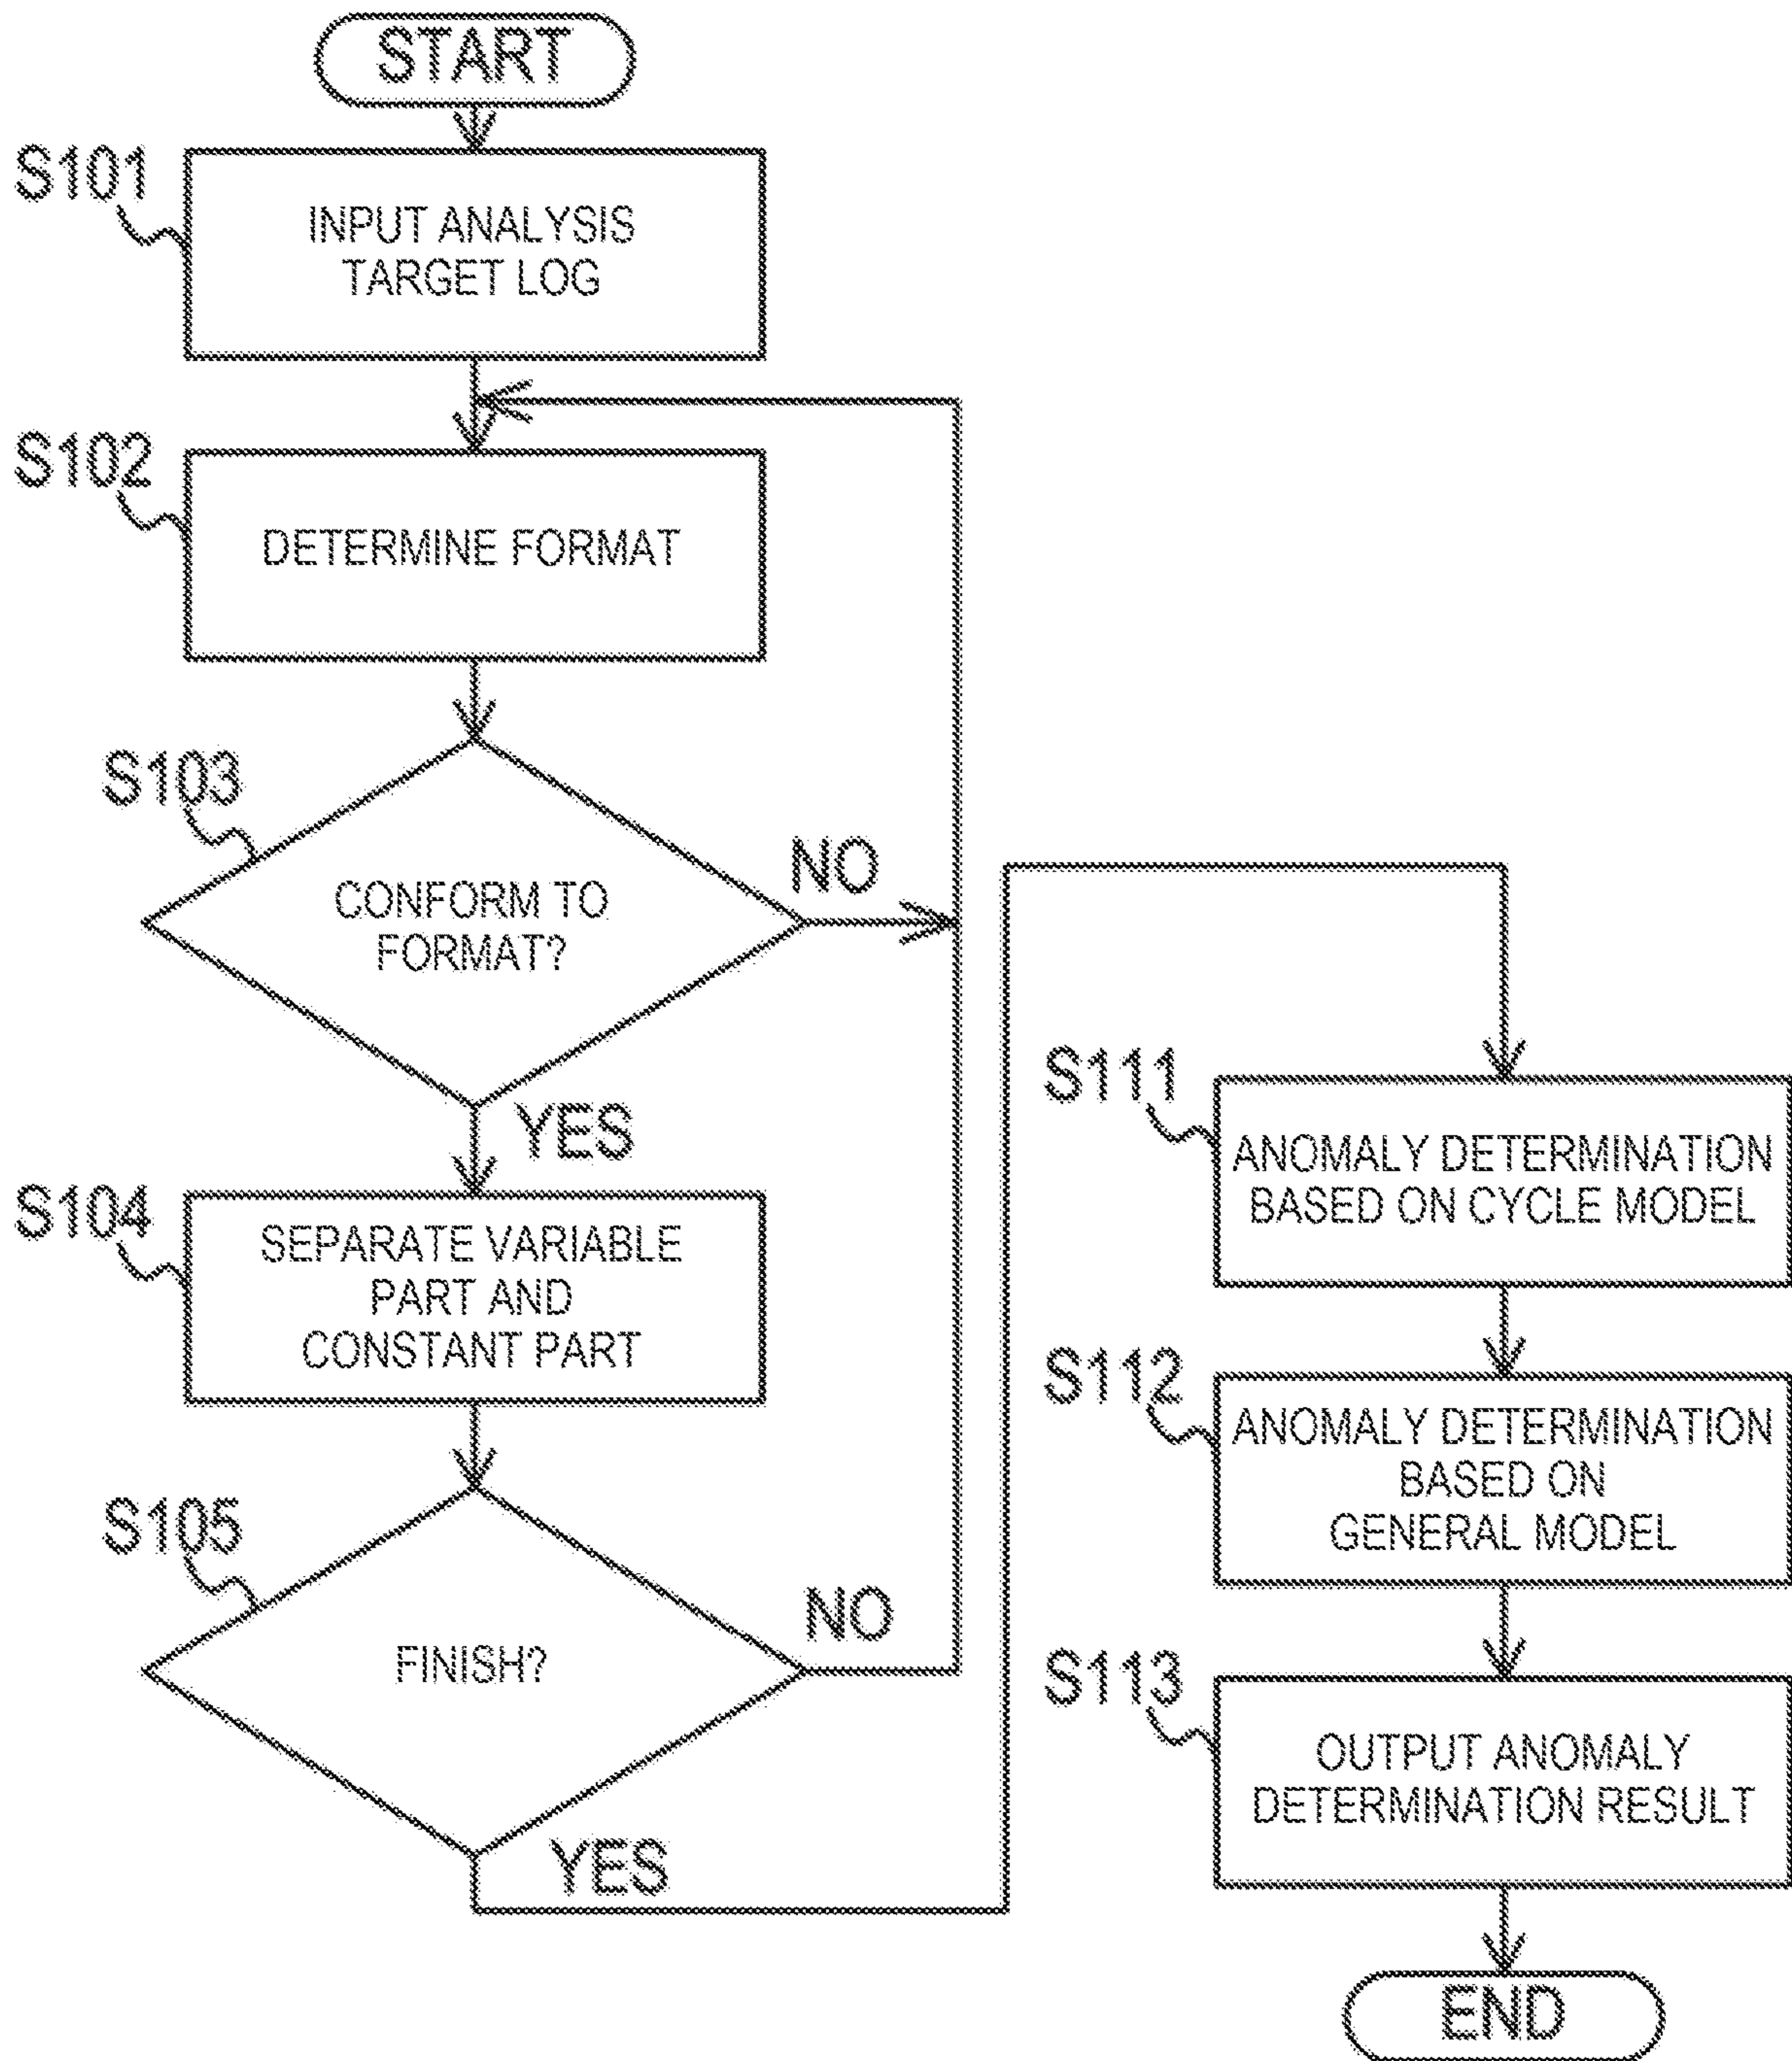 START
S101
INPUT ANALYSIS
TARGET LOG
S102
DETERMINE FORMAT
S103
CONFORM TO
FORMAT?
NO
YES
S104
SEPARATE VARIABLE
PART AND
CONSTANT PART
S105
FINISH?
NO
YES
S111
ANOMALY DETERMINATION
BASED ON CYCLE MODEL
S112
ANOMALY DETERMINATION
BASED ON
GENERAL MODEL
S113
OUTPUT ANOMALY
DETERMINATION RESULT
END